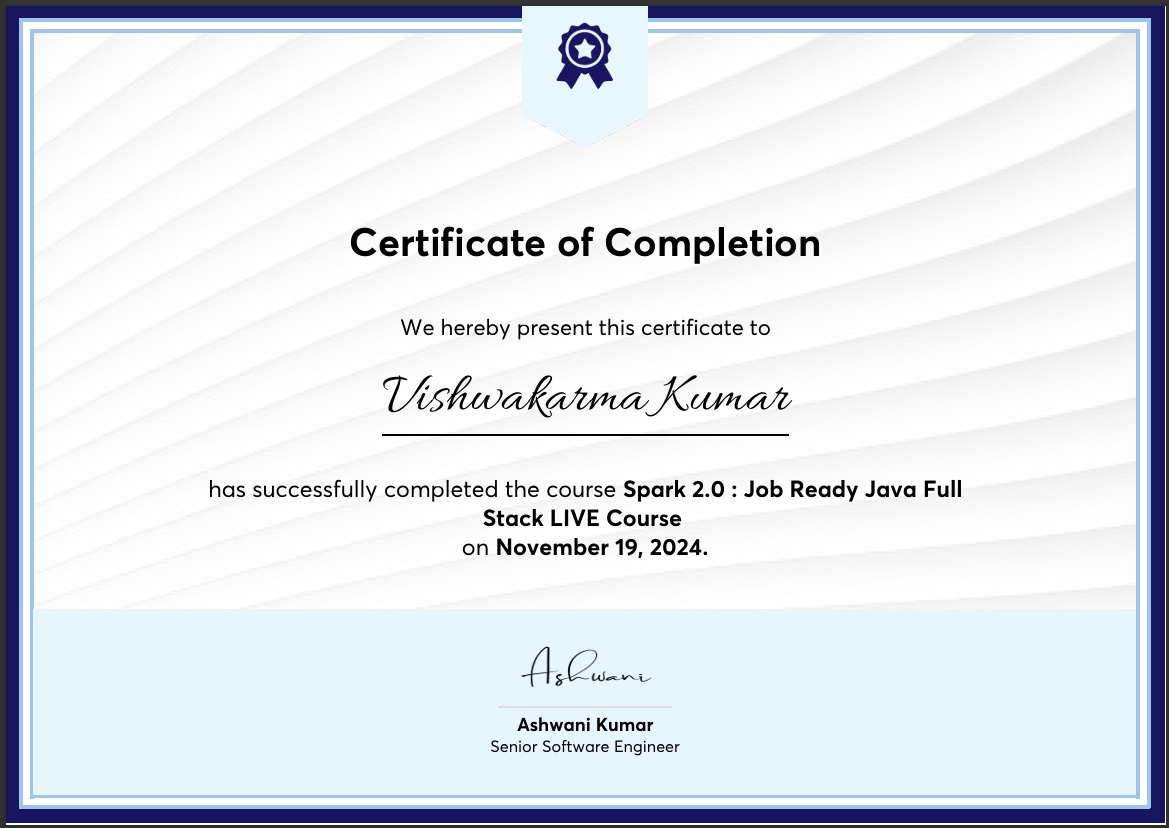 Certificate of Completion
We hereby present this certificate to
Vishwakarma Kumar
has successfully completed the course Spark 2.0 : Job Ready Java Full
Stack LIVE Course
on November 19, 2024.
Ashwani
Ashwani Kumar
Senior Software Engineer